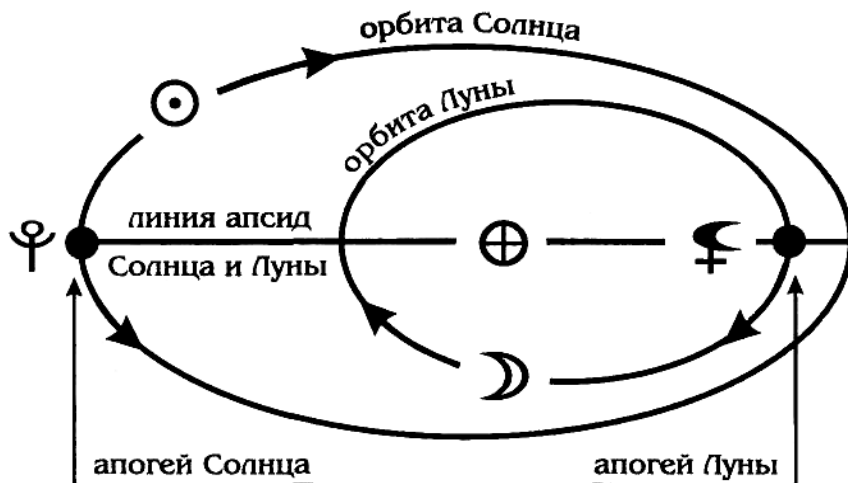 орбита Солнца
орбита Луны
линия апсид
Солнца и Луны
апогей Солнца
апогей Луны